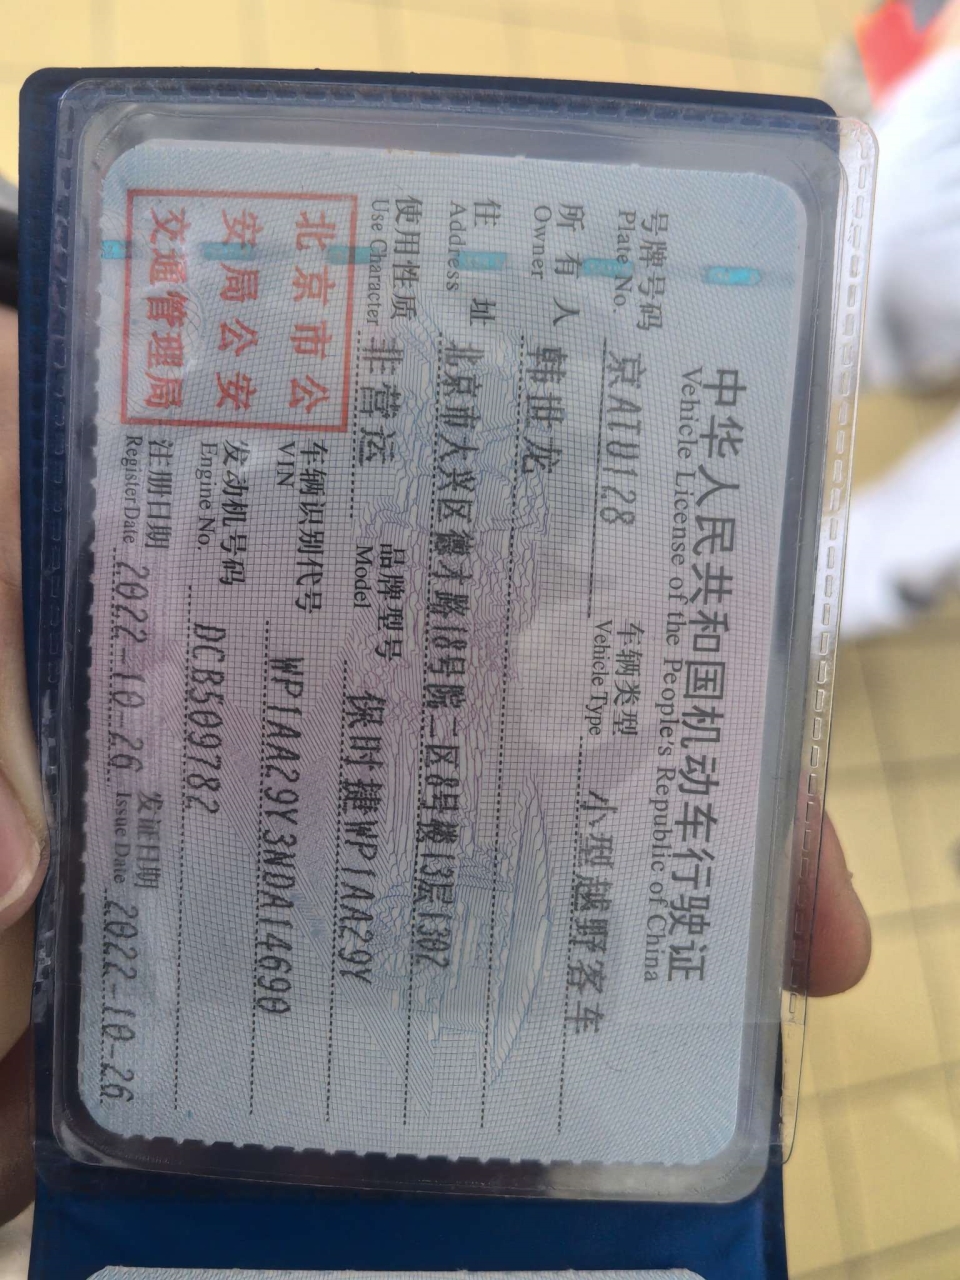 中华人民共和国机动车行驶证
Vehicle License of the People's Republic of China
号牌号码 京ATU128 车辆类型 小型越野客车
Plate No. Vehicle Type
所有人 韩世龙
Owner
住址 北京市大兴区德才路18号院二区8号楼13层1302
Address
使用性质 非营运 品牌型号 保时捷WP1AA29Y
Use Character Model
北京市公安局公安交通管理局
车辆识别代号 WP1AA29Y3NDA14690
VIN
发动机号码 DCB509782
Engine No.
注册日期 2022-10-26 发证日期 2022-10-26
Register Date Issue Date